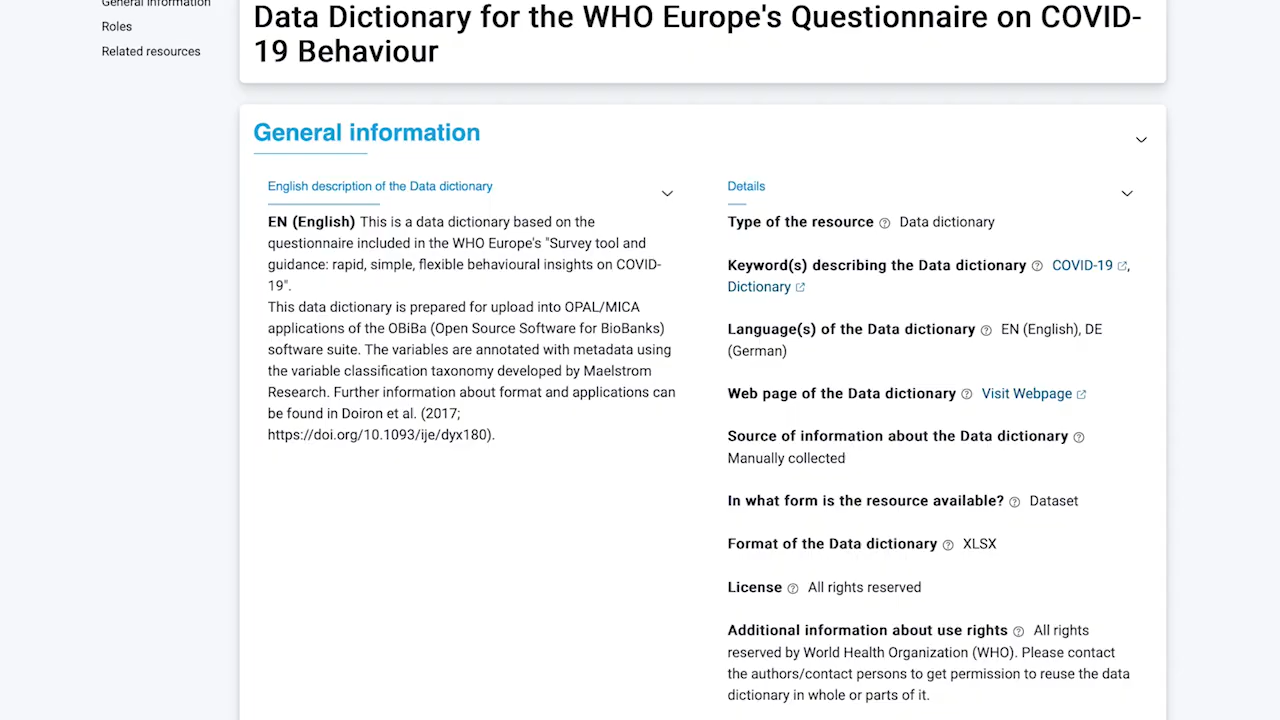 General information
Roles
Related resources
Data Dictionary for the WHO Europe's Questionnaire on COVID-
19 Behaviour
General information
English description of the Data dictionary
EN (English) This is a data dictionary based on the
questionnaire included in the WHO Europe's "Survey tool and
guidance: rapid, simple, flexible behavioural insights on COVID-
19".
This data dictionary is prepared for upload into OPAL/MICA
applications of the OBiBa (Open Source Software for BioBanks)
software suite. The variables are annotated with metadata using
the variable classification taxonomy developed by Maelstrom
Research. Further information about format and applications can
be found in Doiron et al. (2017;
https://doi.org/10.1093/ije/dyx180).
Details
Type of the resource Data dictionary
Keyword(s) describing the Data dictionary COVID-19,
Dictionary
Language(s) of the Data dictionary EN (English), DE
(German)
Web page of the Data dictionary Visit Webpage
Source of information about the Data dictionary
Manually collected
In what form is the resource available? Dataset
Format of the Data dictionary XLSX
License All rights reserved
Additional information about use rights All rights
reserved by World Health Organization (WHO). Please contact
the authors/contact persons to get permission to reuse the data
dictionary in whole or parts of it.